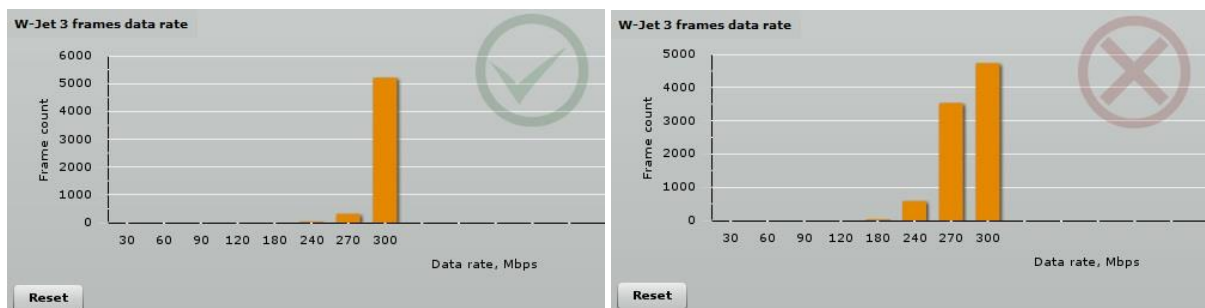 W-Jet 3 frames data rate
6000
5000
4000
3000
2000
1000
0
Frame count
30 60 90 120 180 240 270 300
Data rate, Mbps
Reset
W-Jet 3 frames data rate
5000
4000
3000
2000
1000
0
Frame count
30 60 90 120 180 240 270 300
Data rate, Mbps
Reset